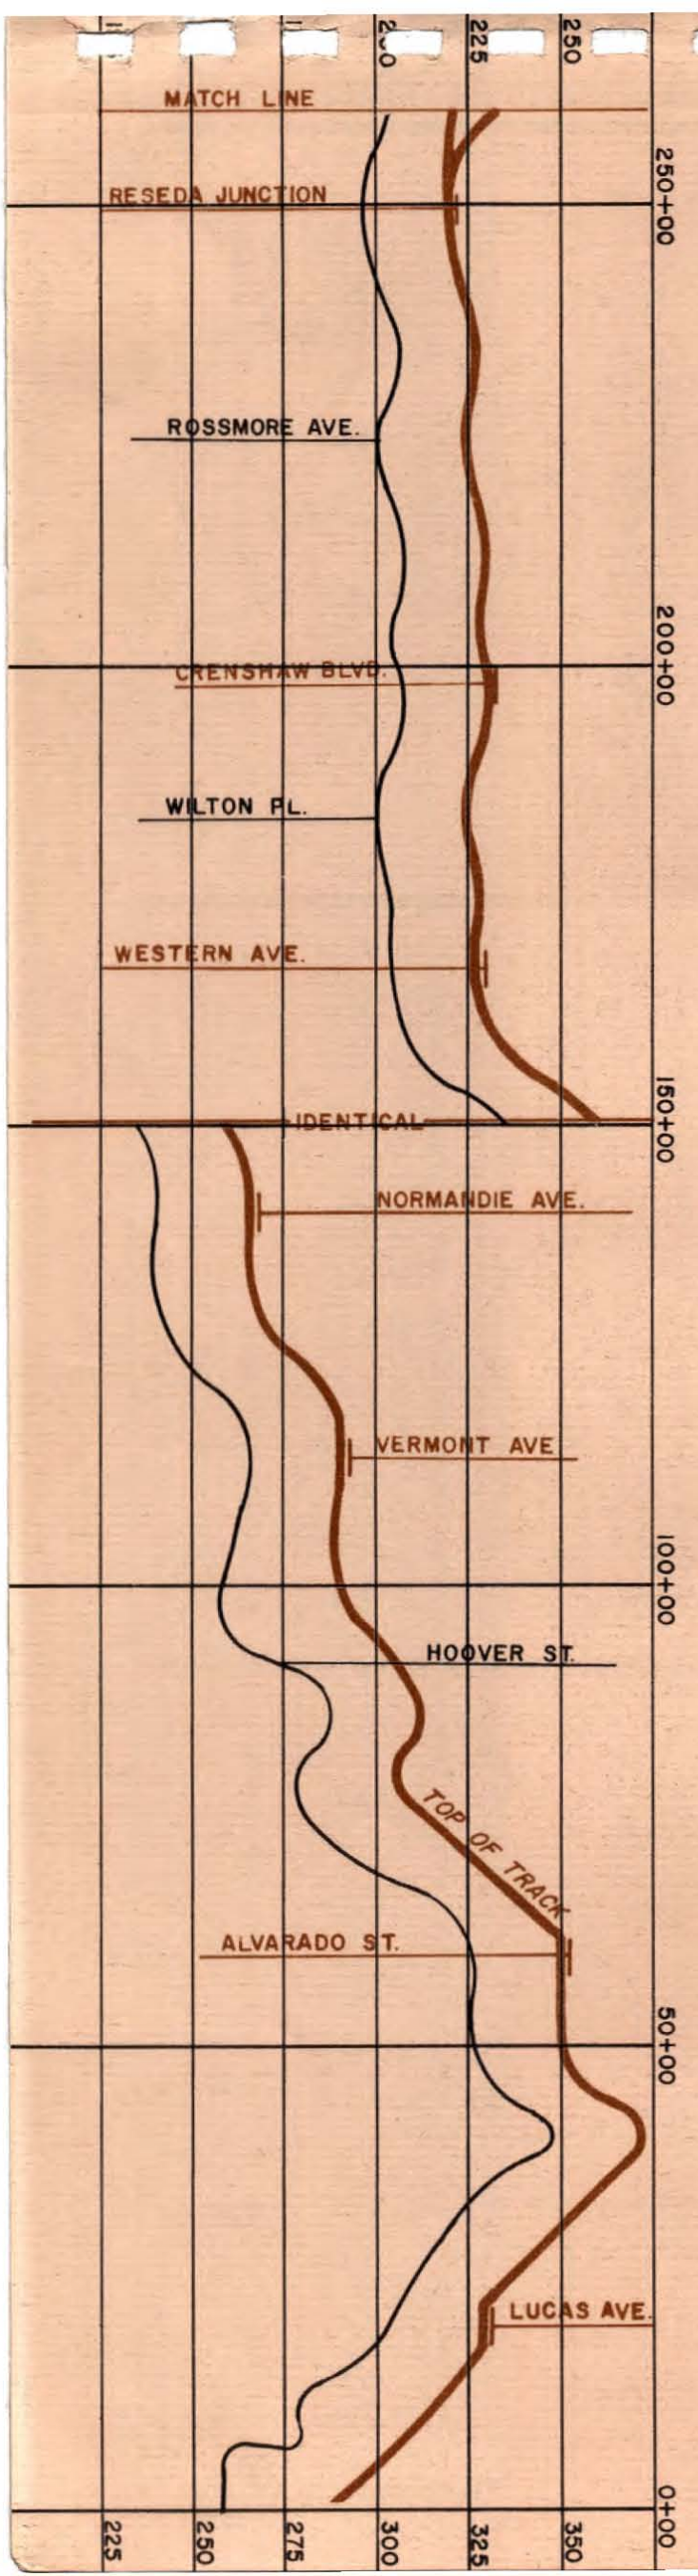 200
225
250
MATCH LINE
250+00
RESEDA JUNCTION
ROSSMORE AVE.
200+00
CRENSHAW BLVD.
WILTON PL.
WESTERN AVE.
150+00
IDENTICAL
NORMANDIE AVE.
VERMONT AVE
100+00
HOOVER ST.
TOP OF TRACK
ALVARADO ST.
50+00
LUCAS AVE.
0+00
225
250
275
300
325
350